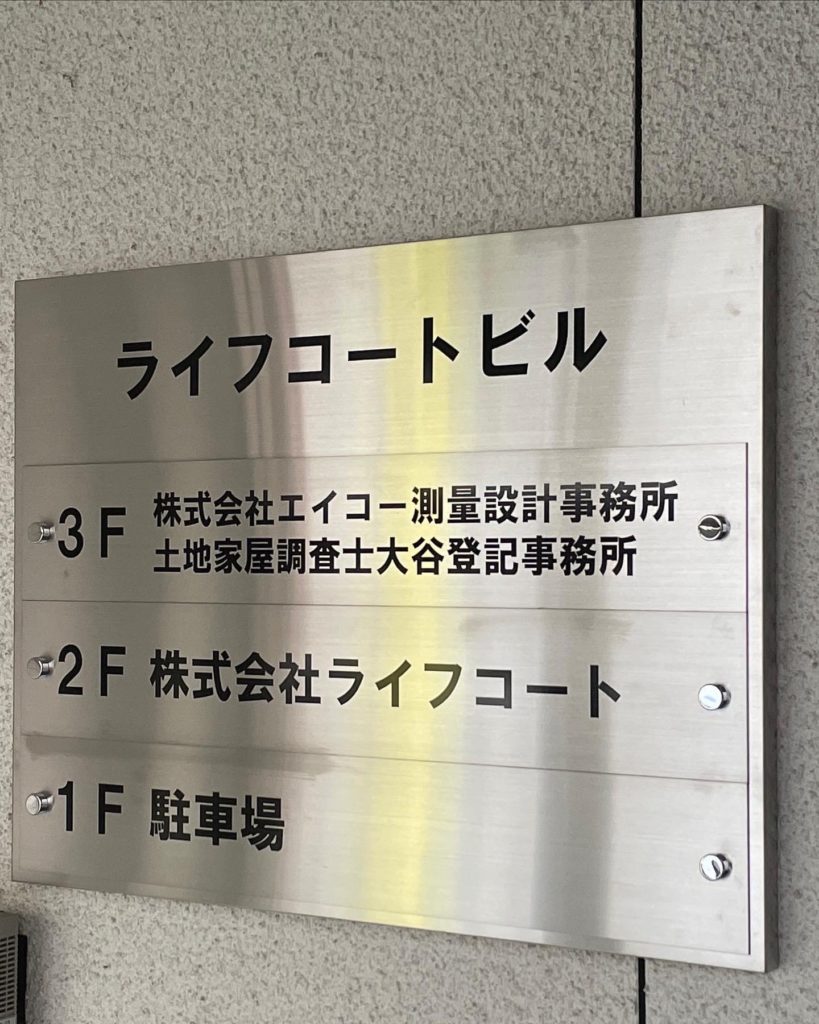 ライフコートビル
3F 株式会社エイコー測量設計事務所
土地家屋調査士大谷登記事務所
2F 株式会社ライフコート
1F 駐車場